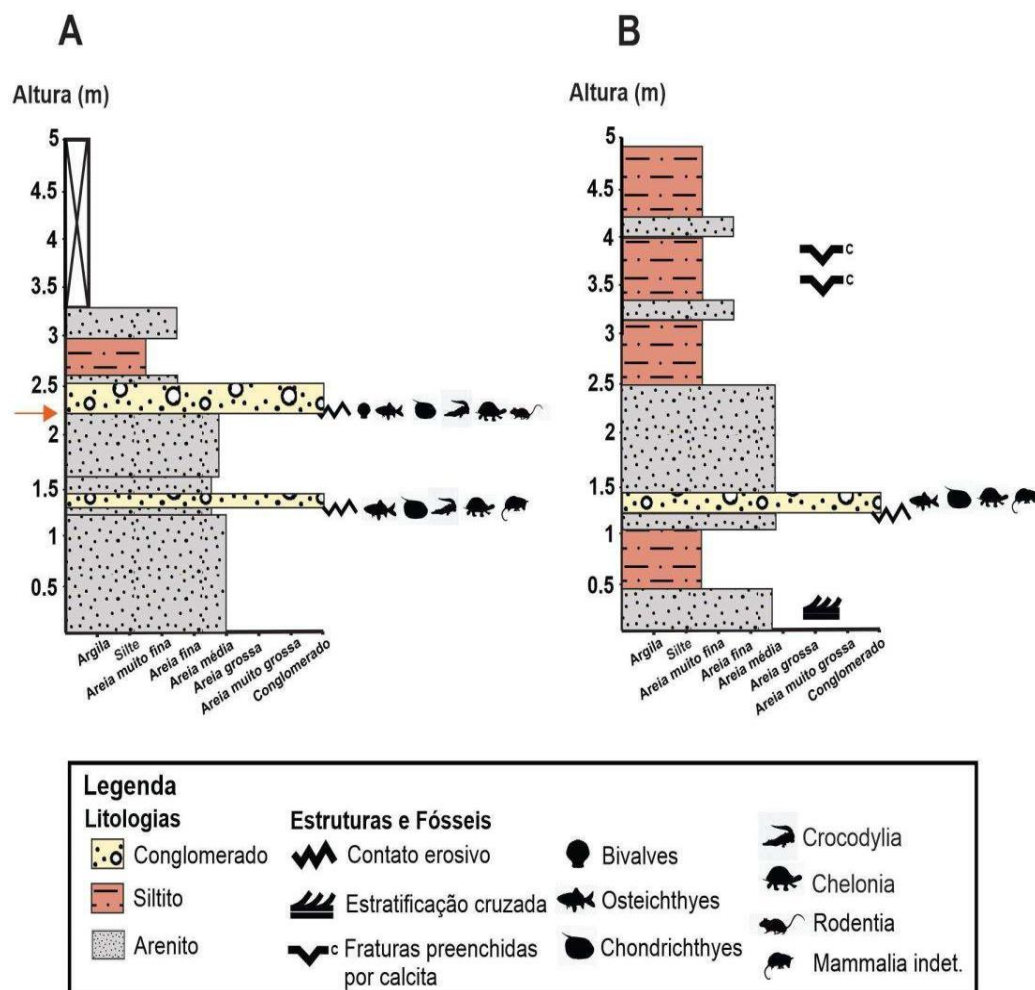 A
B
Altura (m)
5
4.5
4
3.5
3
2.5
2
1.5
1
0.5
Argila
Silte
Areia muito fina
Areia fina
Areia média
Areia grossa
Areia muito grossa
Conglomerado
Altura (m)
5
4.5
4
3.5
3
2.5
2
1.5
1
0.5
c
c
Argila
Silte
Areia muito fina
Areia fina
Areia média
Areia grossa
Areia muito grossa
Conglomerado
Legenda
Litologias
Conglomerado
Siltito
Arenito
Estruturas e Fósseis
Contato erosivo
Estratificação cruzada
c Fraturas preenchidas
por calcita
Bivalves
Osteichthyes
Chondrichthyes
Crocodylia
Chelonia
Rodentia
Mammalia indet.